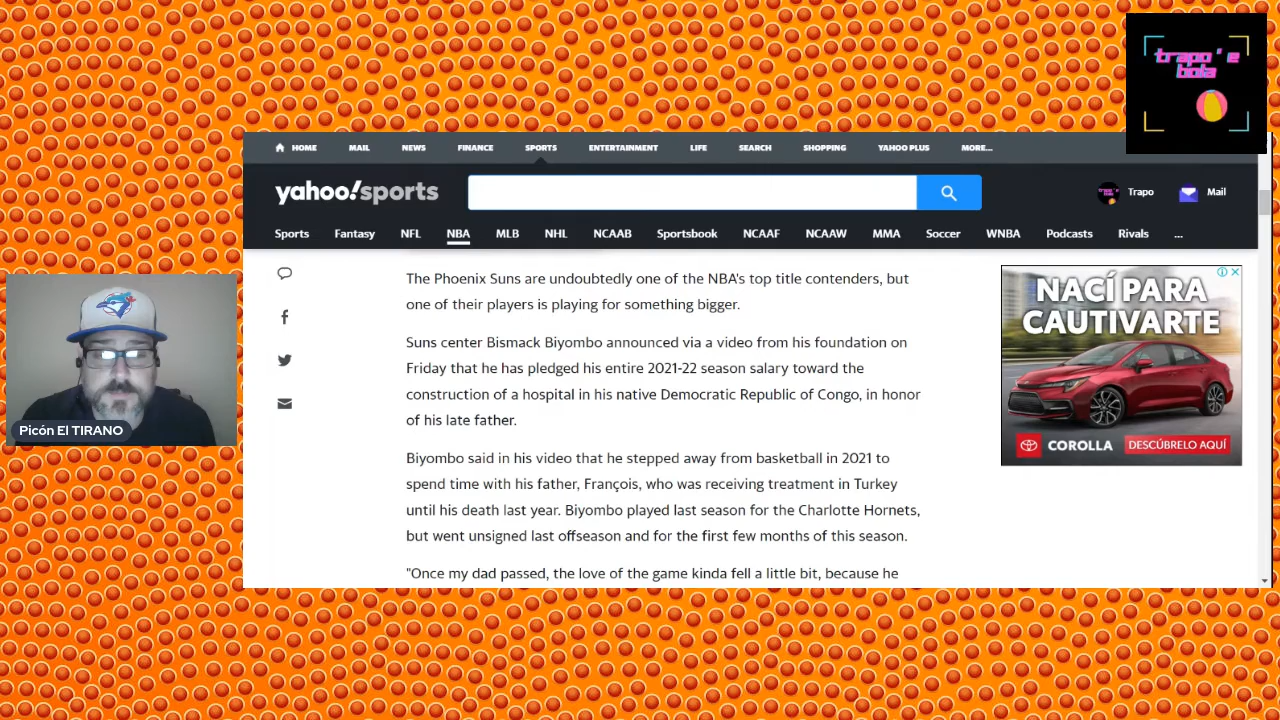 trapo'e
bola
HOME MAIL NEWS FINANCE SPORTS ENTERTAINMENT LIFE SEARCH SHOPPING YAHOO PLUS MORE...
yahoo!sports
Trapo Mail
Sports Fantasy NFL NBA MLB NHL NCAAB Sportsbook NCAAF NCAAW MMA Soccer WNBA Podcasts Rivals ...
The Phoenix Suns are undoubtedly one of the NBA's top title contenders, but
one of their players is playing for something bigger.
Suns center Bismack Biyombo announced via a video from his foundation on
Friday that he has pledged his entire 2021-22 season salary toward the
construction of a hospital in his native Democratic Republic of Congo, in honor
of his late father.
Biyombo said in his video that he stepped away from basketball in 2021 to
spend time with his father, François, who was receiving treatment in Turkey
until his death last year. Biyombo played last season for the Charlotte Hornets,
but went unsigned last offseason and for the first few months of this season.
"Once my dad passed, the love of the game kinda fell a little bit, because he
NACÍ PARA
CAUTIVARTE
COROLLA DESCÚBRELO AQUÍ
Picón El TIRANO